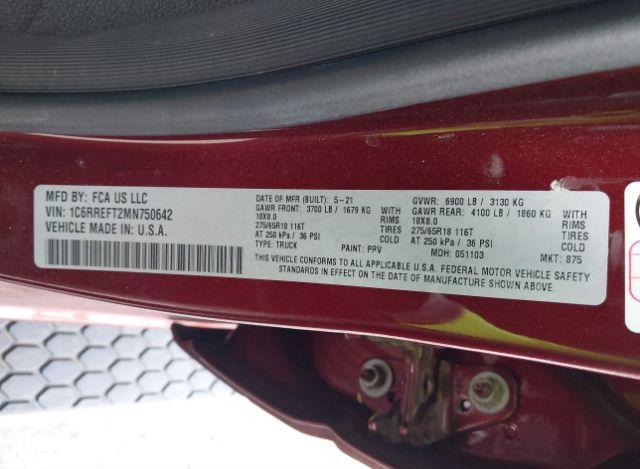 MFD BY: FCA US LLC
VIN: 1C6RREFT2MN750642
VEHICLE MADE IN: U.S.A.
DATE OF MFR (BUILT): 5-21
GAWR FRONT: 3700 LB / 1679 KG WITH
18X8.0 RIMS
275/65R18 116T TIRES
AT 250 kPa / 36 PSI COLD
TYPE: TRUCK PAINT: PPV
GVWR: 6900 LB / 3130 KG
GAWR REAR: 4100 LB / 1860 KG WITH
18X8.0 RIMS
275/65R18 116T TIRES
AT 250 kPa / 36 PSI COLD
MDH: 051103 MKT: 875
THIS VEHICLE CONFORMS TO ALL APPLICABLE U.S.A. FEDERAL MOTOR VEHICLE SAFETY
STANDARDS IN EFFECT ON THE DATE OF MANUFACTURE SHOWN ABOVE.